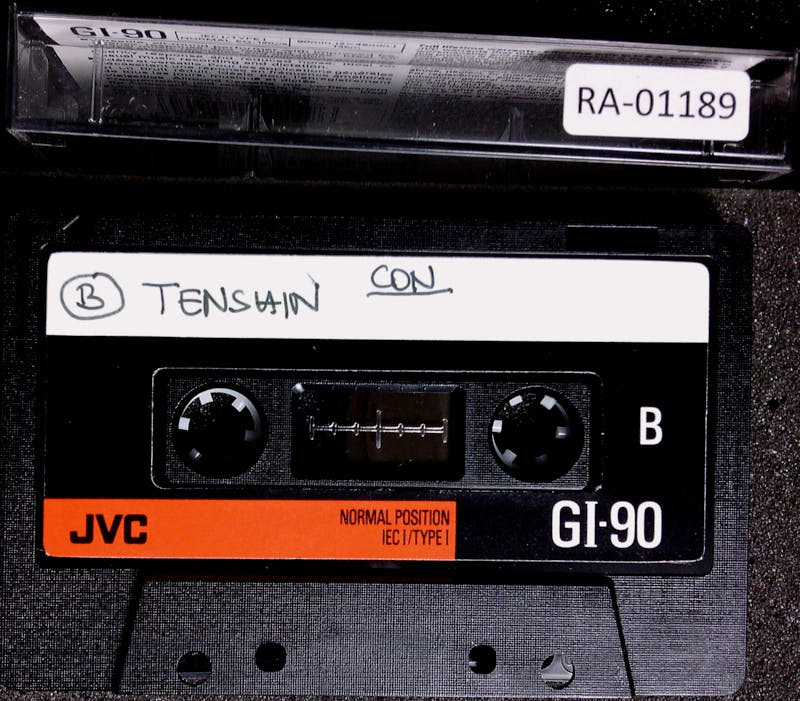 GI-90
RA-01189
B TENSHIN CON
B
JVC
NORMAL POSITION
IEC I/TYPE I
GI-90